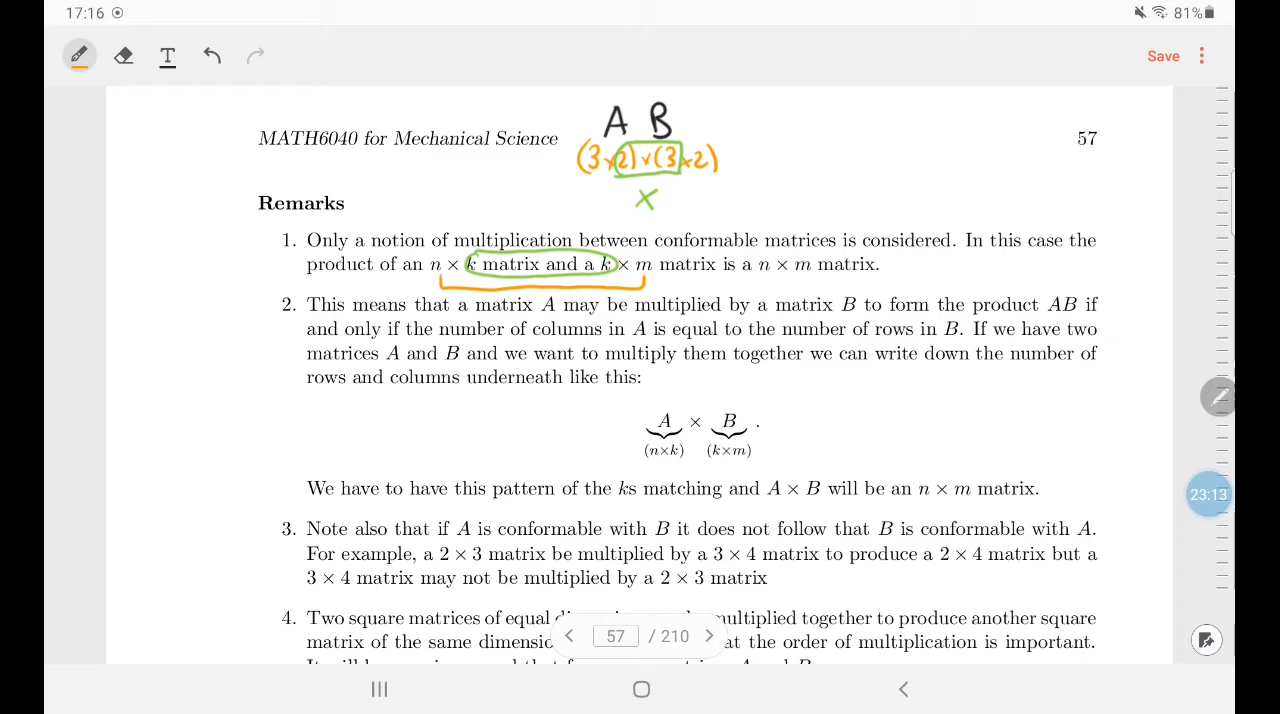 17:16 81%
T Save
A B
MATH6040 for Mechanical Science 57
(3×2)×(3×2)
×
Remarks
1. Only a notion of multiplication between conformable matrices is considered. In this case the
product of an n × k matrix and a k × m matrix is a n × m matrix.
2. This means that a matrix A may be multiplied by a matrix B to form the product AB if
and only if the number of columns in A is equal to the number of rows in B. If we have two
matrices A and B and we want to multiply them together we can write down the number of
rows and columns underneath like this:
A × B .
(n×k) (k×m)
We have to have this pattern of the ks matching and A × B will be an n × m matrix.
23:13
3. Note also that if A is conformable with B it does not follow that B is conformable with A.
For example, a 2 × 3 matrix be multiplied by a 3 × 4 matrix to produce a 2 × 4 matrix but a
3 × 4 matrix may not be multiplied by a 2 × 3 matrix
4. Two square matrices of equal multiplied together to produce another square
57 / 210
matrix of the same at the order of multiplication is important.